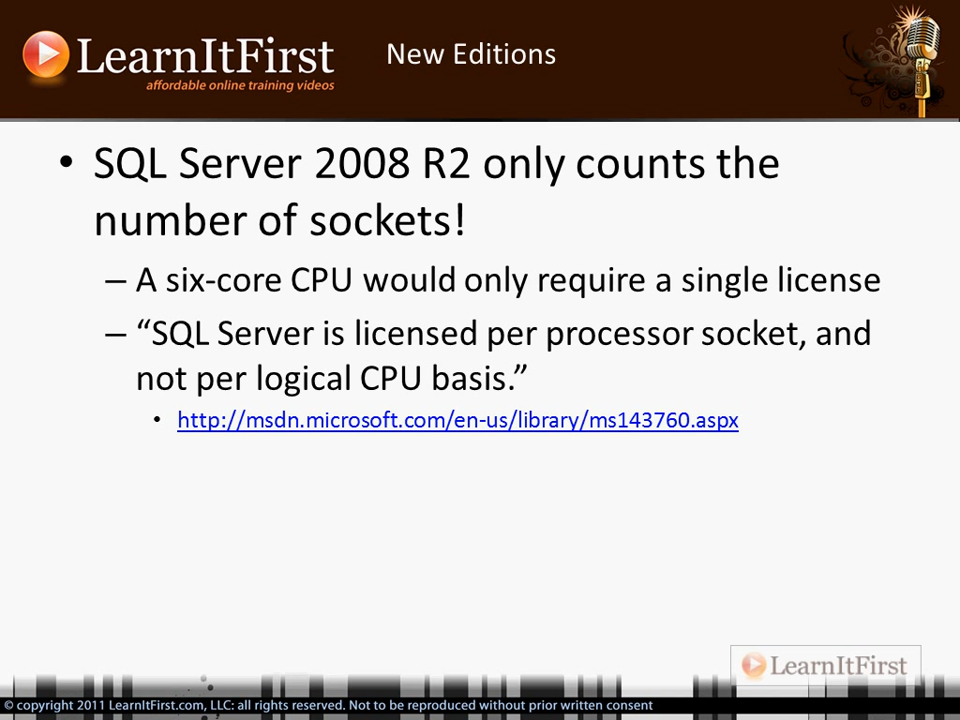 LearnItFirst
affordable online training videos
New Editions
• SQL Server 2008 R2 only counts the
number of sockets!
– A six-core CPU would only require a single license
– “SQL Server is licensed per processor socket, and
not per logical CPU basis.”
• http://msdn.microsoft.com/en-us/library/ms143760.aspx
LearnItFirst
© copyright 2011 LearnItFirst.com, LLC: all rights reserved. Not to be reproduced without prior written consent